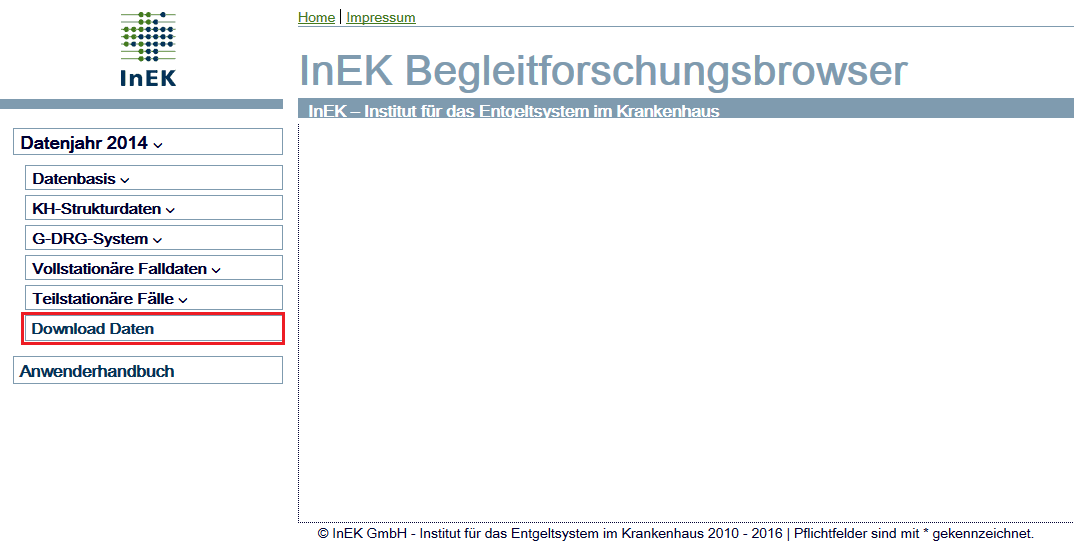 Home | Impressum
InEK
InEK Begleitforschungsbrowser
InEK – Institut für das Entgeltsystem im Krankenhaus
Datenjahr 2014
Datenbasis
KH-Strukturdaten
G-DRG-System
Vollstationäre Falldaten
Teilstationäre Fälle
Download Daten
Anwenderhandbuch
© InEK GmbH - Institut für das Entgeltsystem im Krankenhaus 2010 - 2016 | Pflichtfelder sind mit * gekennzeichnet.